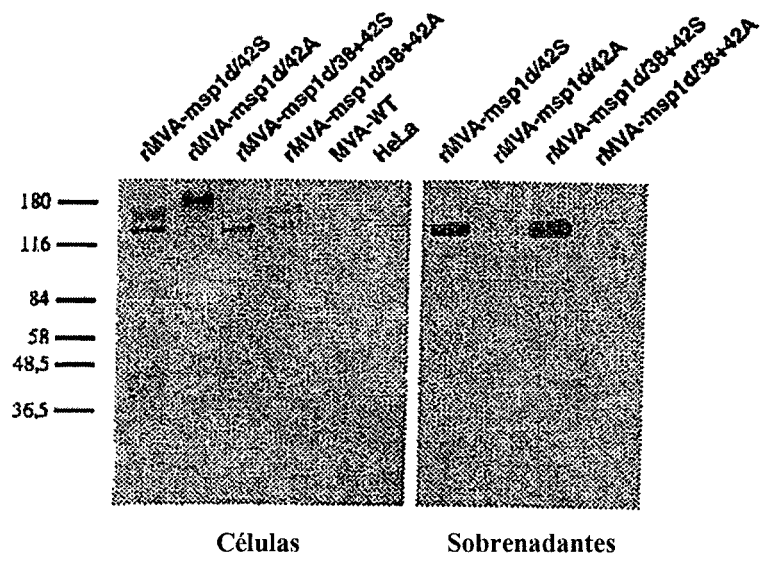 rMVA-msp1d/42S
rMVA-msp1d/42A
rMVA-msp1d/38+42S
rMVA-msp1d/38+42A
MVA-WT
HeLa
rMVA-msp1d/42S
rMVA-msp1d/42A
rMVA-msp1d/38+42S
rMVA-msp1d/38+42A
180
116
84
58
48,5
36,5
Células
Sobrenadantes